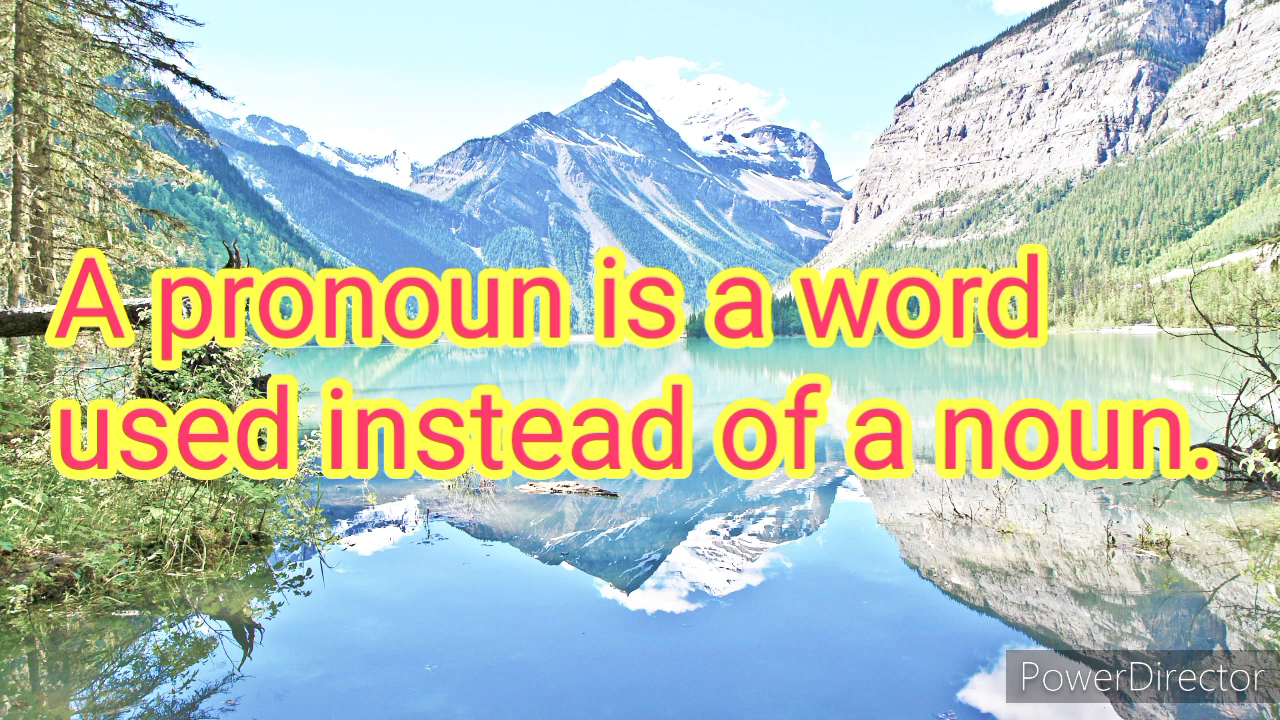 A pronoun is a word
used instead of a noun.
PowerDirector